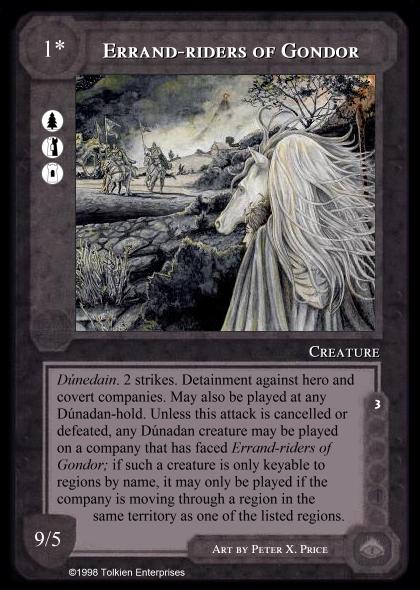 1*
ERRAND-RIDERS OF GONDOR
CREATURE
Dúnedain. 2 strikes. Detainment against hero and
covert companies. May also be played at any
Dúnadan-hold. Unless this attack is cancelled or
defeated, any Dúnadan creature may be played
on a company that has faced Errand-riders of
Gondor; if such a creature is only keyable to
regions by name, it may only be played if the
company is moving through a region in the
same territory as one of the listed regions.
3
9/5
ART BY PETER X. PRICE
©1998 Tolkien Enterprises